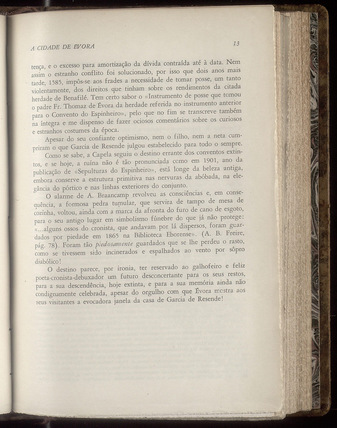 A CIDADE DE ÉVORA 13
tença, e o excesso para amortização da dívida contraída até à data. Nem
assim o estranho conflito foi solucionado, por isso que dois anos mais
tarde, 1585, impôs-se aos frades a necessidade de tomar posse, um tanto
violentamente, dos direitos que tinham sobre os rendimentos da citada
herdade de Benafilé. Tem certo sabor o «Instrumento de posse que tomou
o padre Fr. Thomaz de Évora da herdade referida no instrumento anterior
para o Convento do Espinheiro», pelo que no fim se transcreve também
na íntegra e me dispenso de fazer ociosos comentário sobre os curiosos
e estranhos costumes da época.
Apesar do seu confiante optimismo, nem o filho, nem a neta cum-
priram o que Garcia de Resende julgou estabelecido para todo o sempre.
Como se sabe, a Capela seguiu o destino errante dos conventos extin-
tos, e se hoje, a ruína não é tão pronunciada como em 1901, ano da
publicação de «Sepulturas do Espinheiro», está longe da beleza antiga,
embora conserve a estrutura primitiva nas nervuras da abóbada, na ele-
gância do pórtico e nas linhas exteriores do conjunto.
O alarme de A. Braancamp revolveu as consciências e, em conse-
quência, a formosa pedra tumular, que servira de tampo de mesa de
cozinha, voltou, ainda com a marca da afronta do furo de cano de esgoto,
para o seu antigo lugar em simbolismo fúnebre do que já não protege:
«...alguns ossos do cronista, que andavam por lá dispersos, foram guar-
dados por piedade em 1865 na Biblioteca Eborense». (A. B. Freire,
pág. 78). Foram tão piedosamente guardados que se lhe perdeu o rasto,
como se tivessem sido incinerados e espalhados ao vento por sôpro
diabólico!
O destino parece, por ironia, ter reservado ao galhofeiro e feliz
poeta-cronista-debuxador um futuro desconcertante para os seus restos,
para a sua descendência, hoje extinta, e para a sua memória ainda não
condignamente celebrada, apesar do orgulho com que Évora mostra aos
seus visitantes a evocadora janela da casa de Garcia de Resende!